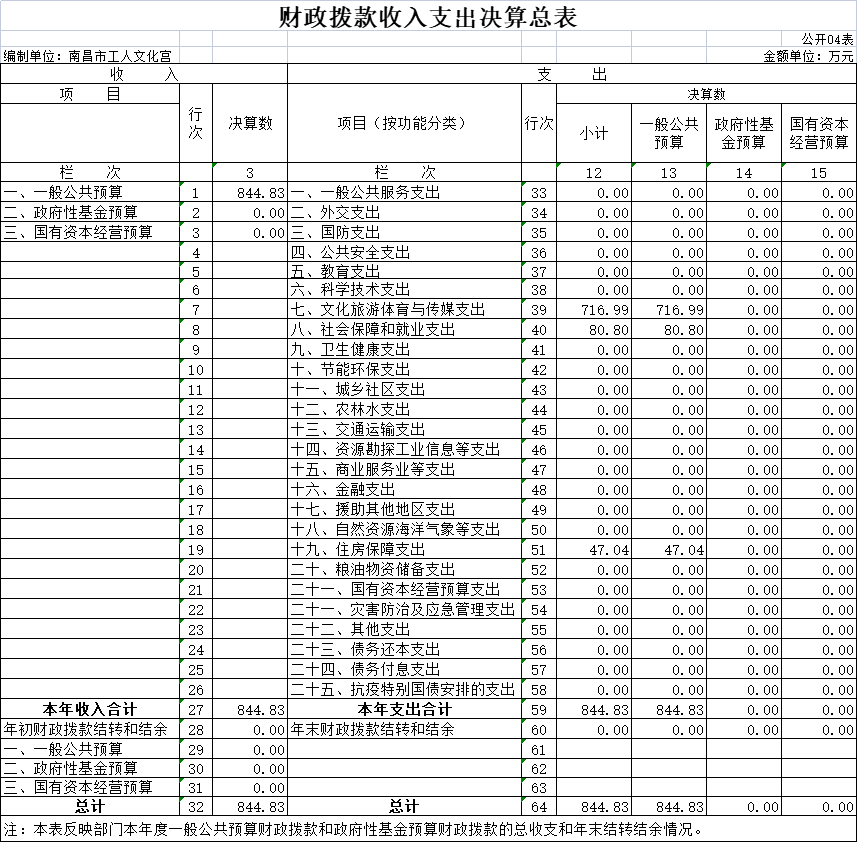 财政拨款收入支出决算总表
公开04表
编制单位：南昌市工人文化宫 金额单位：万元
收 入 支 出
项 目 行次 决算数 项目（按功能分类） 行次 决算数
小计 一般公共预算 政府性基金预算 国有资本经营预算
栏 次 3 栏 次 12 13 14 15
一、一般公共预算 1 844.83 一、一般公共服务支出 33 0.00 0.00 0.00 0.00
二、政府性基金预算 2 0.00 二、外交支出 34 0.00 0.00 0.00 0.00
三、国有资本经营预算 3 0.00 三、国防支出 35 0.00 0.00 0.00 0.00
4 四、公共安全支出 36 0.00 0.00 0.00 0.00
5 五、教育支出 37 0.00 0.00 0.00 0.00
6 六、科学技术支出 38 0.00 0.00 0.00 0.00
7 七、文化旅游体育与传媒支出 39 716.99 716.99 0.00 0.00
8 八、社会保障和就业支出 40 80.80 80.80 0.00 0.00
9 九、卫生健康支出 41 0.00 0.00 0.00 0.00
10 十、节能环保支出 42 0.00 0.00 0.00 0.00
11 十一、城乡社区支出 43 0.00 0.00 0.00 0.00
12 十二、农林水支出 44 0.00 0.00 0.00 0.00
13 十三、交通运输支出 45 0.00 0.00 0.00 0.00
14 十四、资源勘探工业信息等支出 46 0.00 0.00 0.00 0.00
15 十五、商业服务业等支出 47 0.00 0.00 0.00 0.00
16 十六、金融支出 48 0.00 0.00 0.00 0.00
17 十七、援助其他地区支出 49 0.00 0.00 0.00 0.00
18 十八、自然资源海洋气象等支出 50 0.00 0.00 0.00 0.00
19 十九、住房保障支出 51 47.04 47.04 0.00 0.00
20 二十、粮油物资储备支出 52 0.00 0.00 0.00 0.00
21 二十一、国有资本经营预算支出 53 0.00 0.00 0.00 0.00
22 二十一、灾害防治及应急管理支出 54 0.00 0.00 0.00 0.00
23 二十二、其他支出 55 0.00 0.00 0.00 0.00
24 二十三、债务还本支出 56 0.00 0.00 0.00 0.00
25 二十四、债务付息支出 57 0.00 0.00 0.00 0.00
26 二十五、抗疫特别国债安排的支出 58 0.00 0.00 0.00 0.00
本年收入合计 27 844.83 本年支出合计 59 844.83 844.83 0.00 0.00
年初财政拨款结转和结余 28 0.00 年末财政拨款结转和结余 60 0.00 0.00 0.00 0.00
一、一般公共预算 29 0.00 61
二、政府性基金预算 30 0.00 62
三、国有资本经营预算 31 0.00 63
总计 32 844.83 总计 64 844.83 844.83 0.00 0.00
注：本表反映部门本年度一般公共预算财政拨款和政府性基金预算财政拨款的总收支和年末结转结余情况。